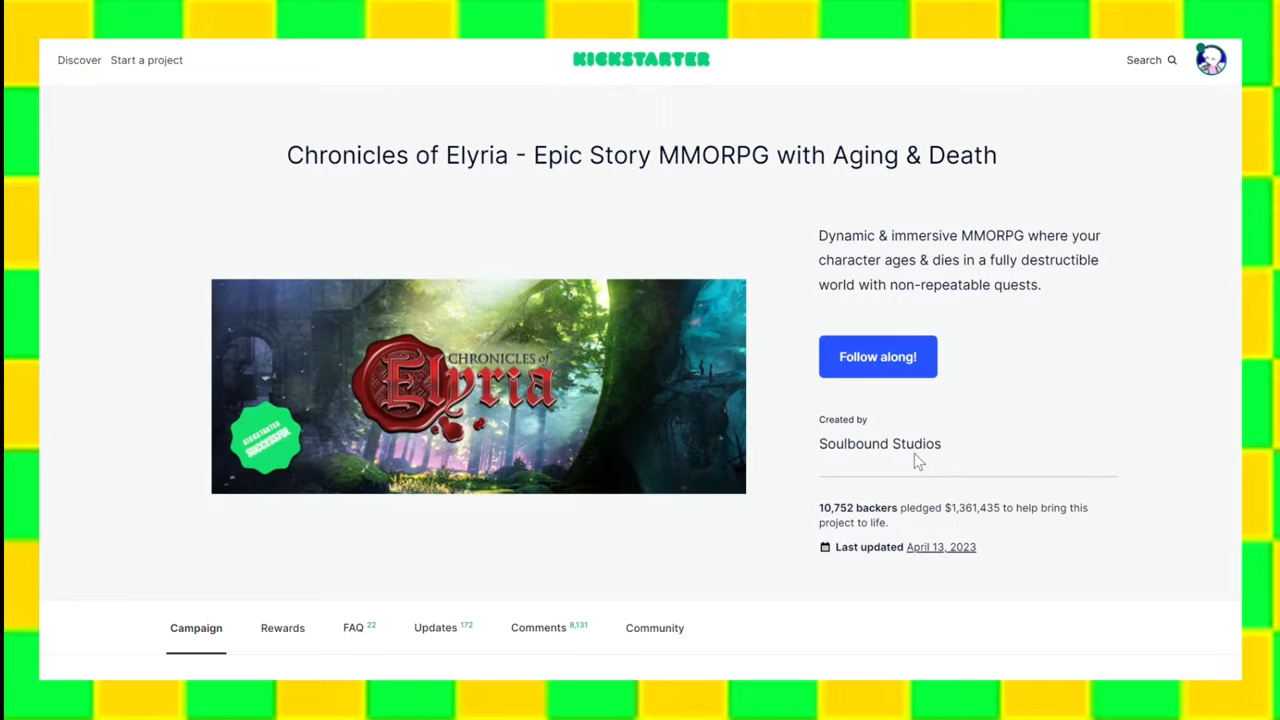 Discover Start a project KICKSTARTER Search
Chronicles of Elyria - Epic Story MMORPG with Aging & Death
Dynamic & immersive MMORPG where your
character ages & dies in a fully destructible
world with non-repeatable quests.
CHRONICLES of
Elyria
KICKSTARTER
SUCCESSFUL
Follow along!
Created by
Soulbound Studios
10,752 backers pledged $1,361,435 to help bring this
project to life.
Last updated April 13, 2023
Campaign Rewards FAQ 22 Updates 172 Comments 8,131 Community